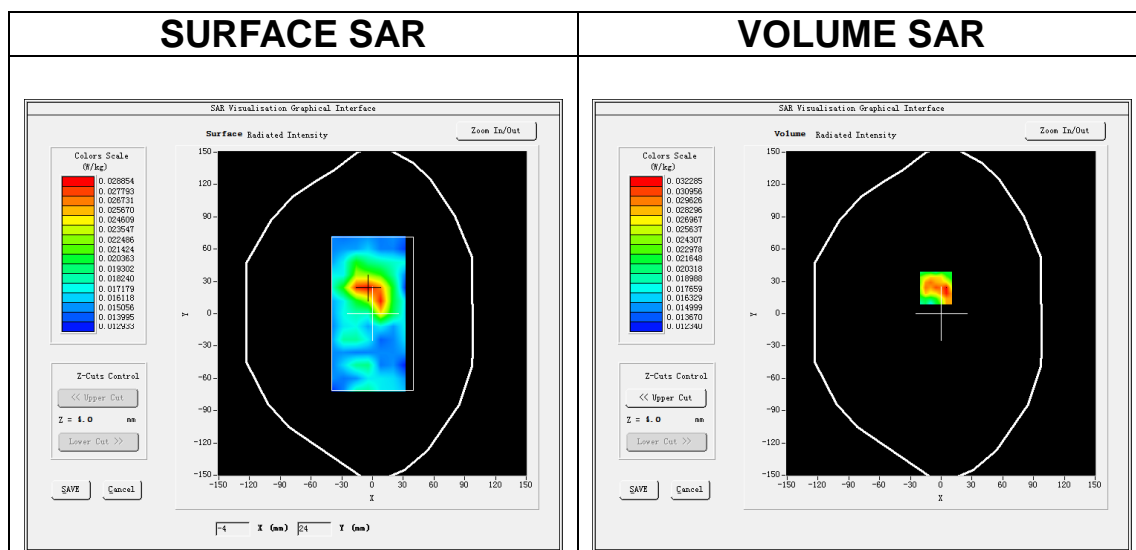 SURFACE SAR
VOLUME SAR
SAR Visualisation Graphical Interface
Surface Radiated Intensity
Zoom In/Out
Colors Scale
(W/kg)
0.028854
0.027793
0.026731
0.025670
0.024609
0.023547
0.022486
0.021424
0.020363
0.019302
0.018240
0.017179
0.016118
0.015056
0.013995
0.012933
Z-Cuts Control
<< Upper Cut
Z = 4.0 mm
Lower Cut >>
SAVE Cancel
150
120
90
60
30
0
-30
-60
-90
-120
-150
Y
-150 -120 -90 -60 -30 0 30 60 90 120 150
X
-4 X (mm) 24 Y (mm)
SAR Visualisation Graphical Interface
Volume Radiated Intensity
Zoom In/Out
Colors Scale
(W/kg)
0.032285
0.030956
0.029626
0.028296
0.026967
0.025637
0.024307
0.022978
0.021648
0.020318
0.018988
0.017659
0.016329
0.014999
0.013670
0.012340
Z-Cuts Control
<< Upper Cut
Z = 4.0 mm
Lower Cut >>
SAVE Cancel
150
120
90
60
30
0
-30
-60
-90
-120
-150
Y
-150 -120 -90 -60 -30 0 30 60 90 120 150
X